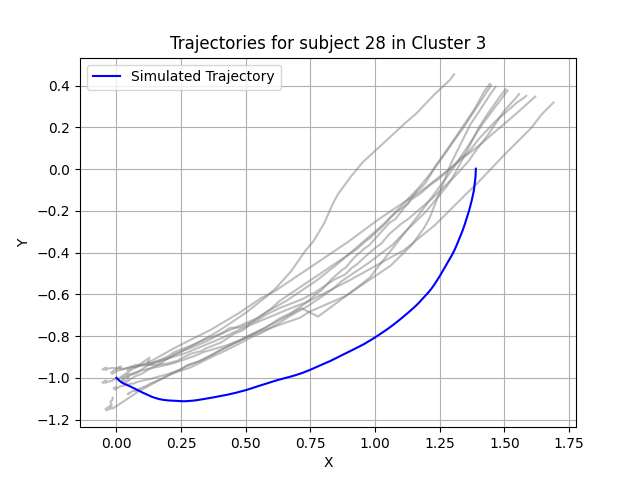 Trajectories for subject 28 in Cluster 3
Simulated Trajectory
0.4
0.2
0.0
−0.2
−0.4
−0.6
−0.8
−1.0
−1.2
Y
0.00 0.25 0.50 0.75 1.00 1.25 1.50 1.75
X